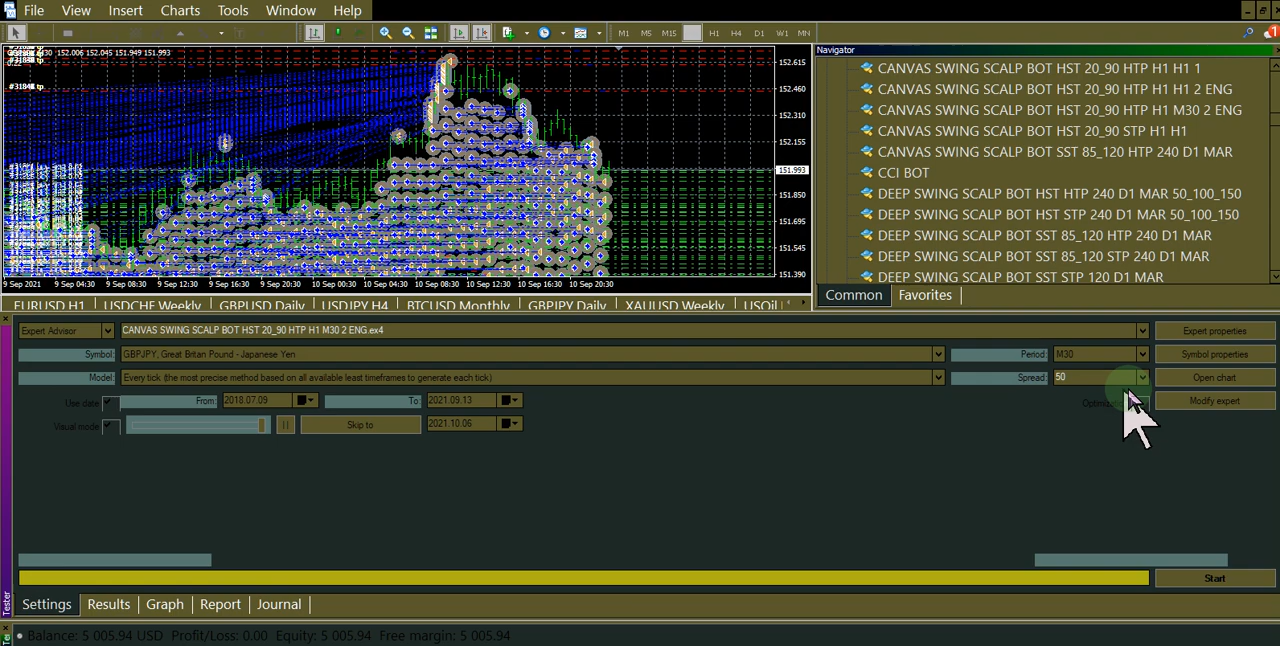 File View Insert Charts Tools Window Help
M1 M5 M15 H1 H4 D1 W1 MN
152.006 152.045 151.949 151.993
152.615
152.460
152.310
152.155
151.993
151.850
151.695
151.545
151.390
9 Sep 2021 9 Sep 04:30 9 Sep 08:30 9 Sep 12:30 9 Sep 16:30 9 Sep 20:30 10 Sep 00:30 10 Sep 04:30 10 Sep 08:30 10 Sep 12:30 10 Sep 16:30 10 Sep 20:30
EURUSD H1 USDCHF Weekly GBPUSD Daily USDJPY H4 BTCUSD Monthly GBPJPY Daily XAUUSD Weekly USOil
Navigator
CANVAS SWING SCALP BOT HST 20_90 HTP H1 H1 1
CANVAS SWING SCALP BOT HST 20_90 HTP H1 H1 2 ENG
CANVAS SWING SCALP BOT HST 20_90 HTP H1 M30 2 ENG
CANVAS SWING SCALP BOT HST 20_90 STP H1 H1
CANVAS SWING SCALP BOT SST 85_120 HTP 240 D1 MAR
CCI BOT
DEEP SWING SCALP BOT HST HTP 240 D1 MAR 50_100_150
DEEP SWING SCALP BOT HST STP 240 D1 MAR 50_100_150
DEEP SWING SCALP BOT SST 85_120 HTP 240 D1 MAR
DEEP SWING SCALP BOT SST 85_120 STP 240 D1 MAR
DEEP SWING SCALP BOT SST STP 120 D1 MAR
Common Favorites
Expert Advisor CANVAS SWING SCALP BOT HST 20_90 HTP H1 M30 2 ENG.ex4 Expert properties
Symbol: GBPJPY, Great Britan Pound - Japanese Yen Period: M30 Symbol properties
Model: Every tick (the most precise method based on all available least timeframes to generate each tick) Spread: 50 Open chart
Use date From: 2018.07.09 To: 2021.09.13 Modify expert
Visual mode Skip to 2021.10.06
Start
Tester
Settings Results Graph Report Journal
Balance: 5 005.94 USD Profit/Loss: 0.00 Equity: 5 005.94 Free margin: 5 005.94